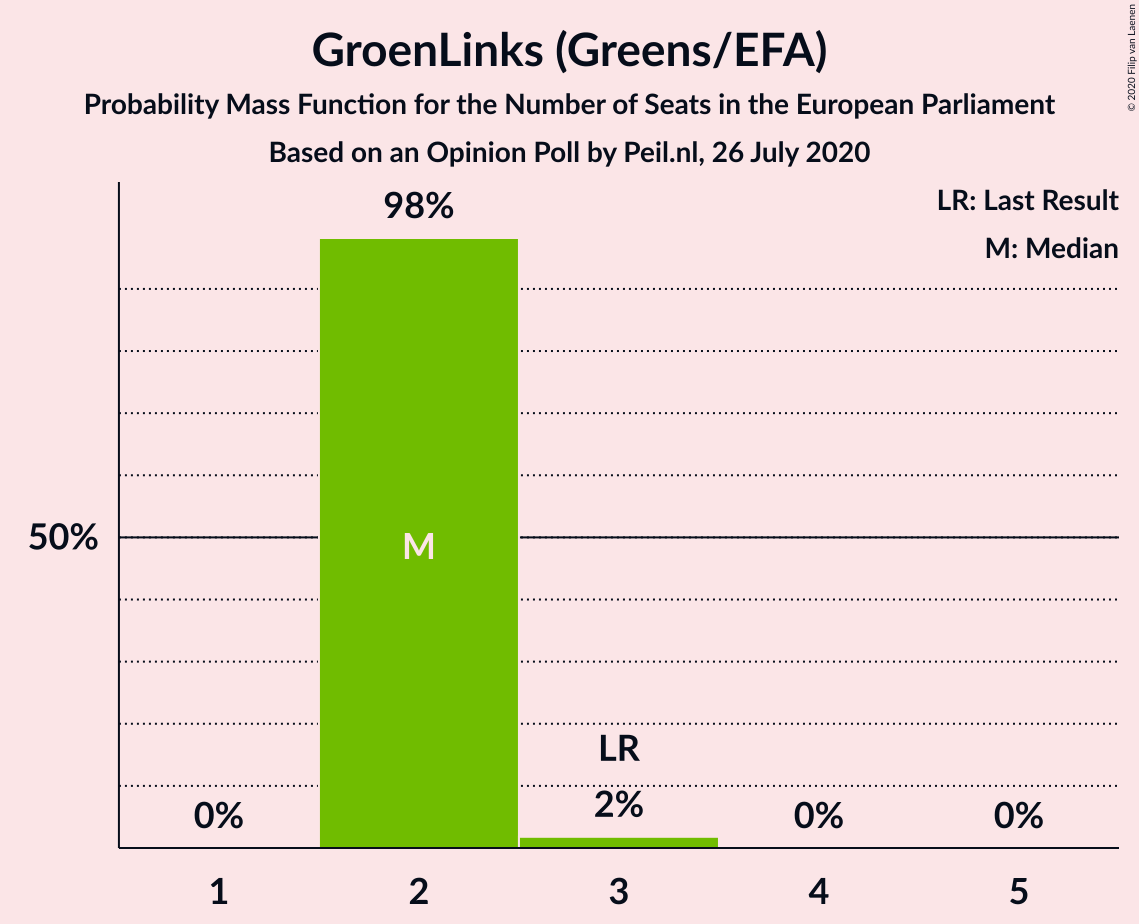 © 2020 Filip van Laenen
GroenLinks (Greens/EFA)
Probability Mass Function for the Number of Seats in the European Parliament
Based on an Opinion Poll by Peil.nl, 26 July 2020
LR: Last Result
M: Median
98%
50%
M
LR
0%
2%
0%
0%
1
2
3
4
5